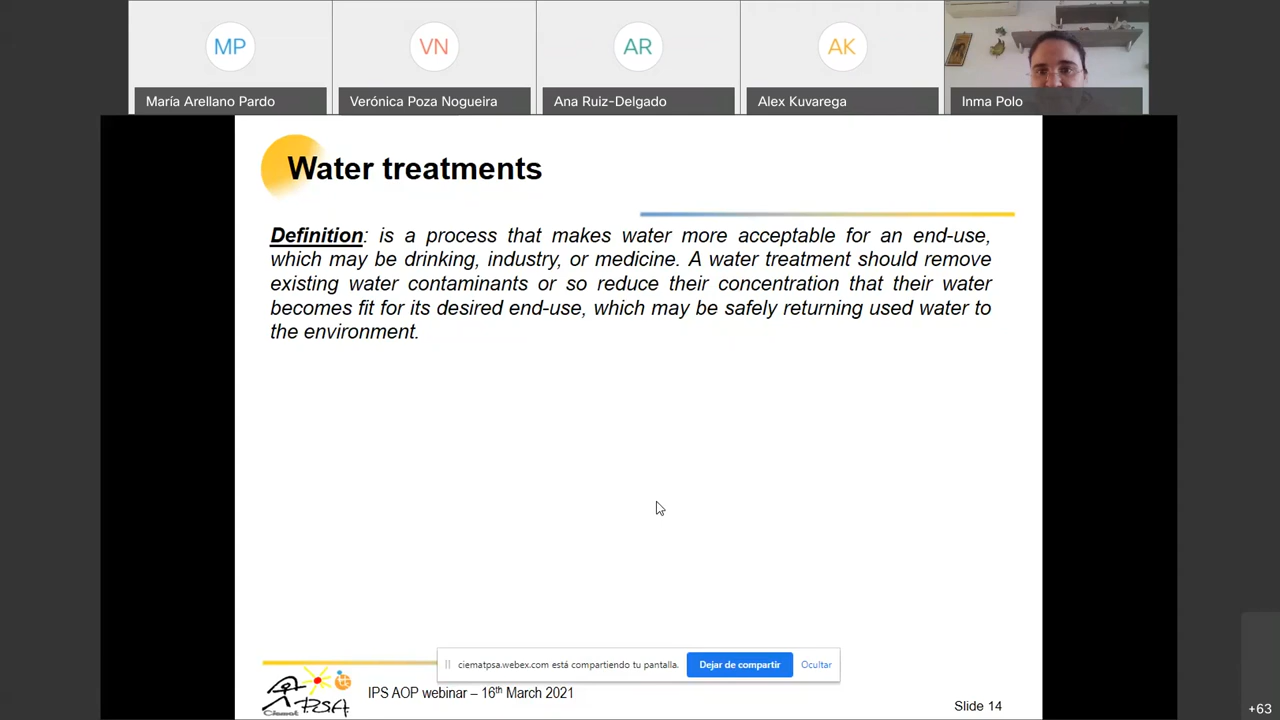 MP
VN
AR
AK
María Arellano Pardo
Verónica Poza Nogueira
Ana Ruiz-Delgado
Alex Kuvarega
Inma Polo
Water treatments
Definition: is a process that makes water more acceptable for an end-use,
which may be drinking, industry, or medicine. A water treatment should remove
existing water contaminants or so reduce their concentration that their water
becomes fit for its desired end-use, which may be safely returning used water to
the environment.
ciematpsa.webex.com está compartiendo tu pantalla.
Dejar de compartir
Ocultar
Ciemat
PSA
IPS AOP webinar – 16th March 2021
Slide 14
+63